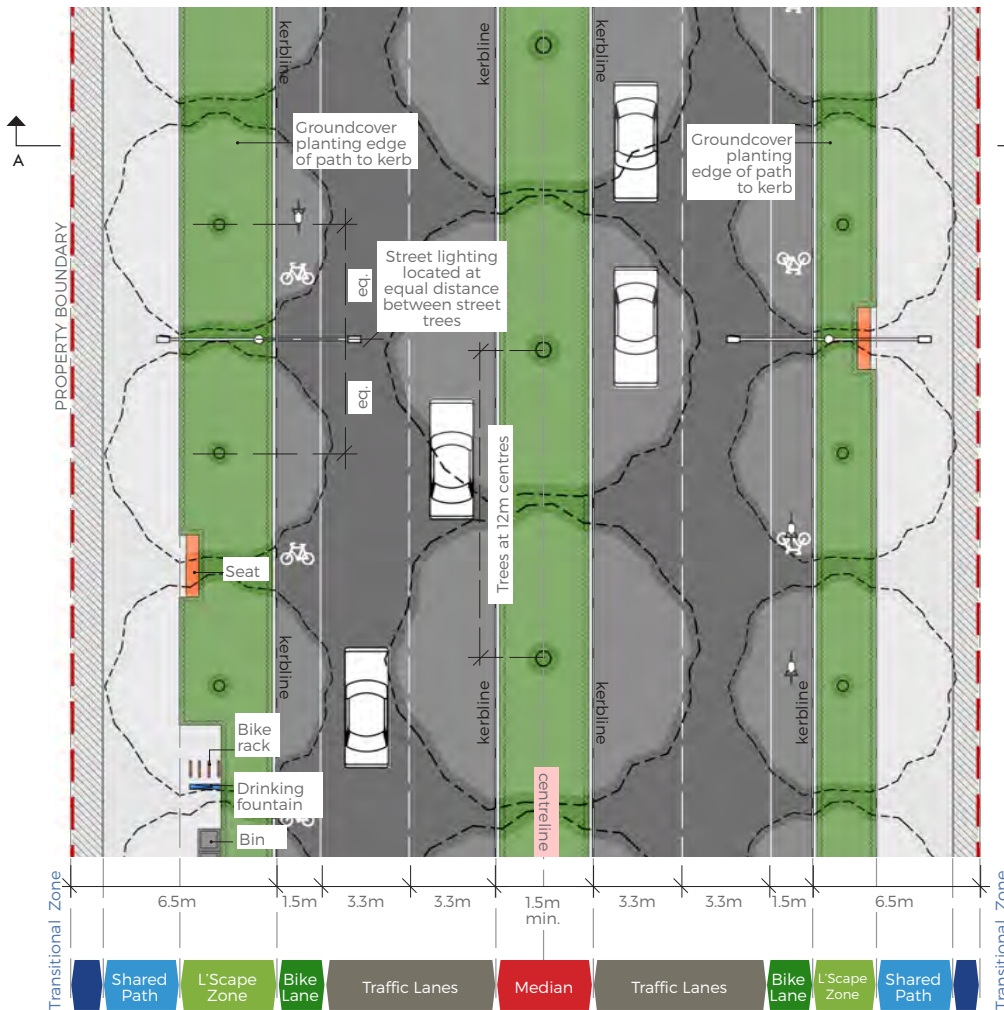 kerbline
kerbline
kerbline
kerbline
Groundcover
planting edge
of path to kerb
Groundcover
planting
edge of path
to kerb
A
PROPERTY BOUNDARY
Street lighting
located at
equal distance
between street
trees
eq.
eq.
Trees at 12m centres
Seat
kerbline
kerbline
kerbline
kerbline
Bike
rack
Drinking
fountain
Bin
centreline
6.5m
1.5m
3.3m
3.3m
1.5m
min.
3.3m
3.3m
1.5m
6.5m
Transitional Zone
Shared
Path
L'Scape
Zone
Bike
Lane
Traffic Lanes
Median
Traffic Lanes
Bike
Lane
L'Scape
Zone
Shared
Path
Transitional Zone